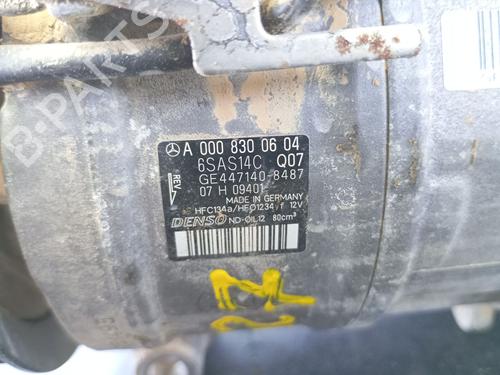 B-PARTS
A 000 830 06 04
6SAS14C Q07
GE447140-8487
REV
07 H 09401
MADE IN GERMANY
HFC134a/HFO1234yf 12V
DENSO ND-OIL12 80cm³